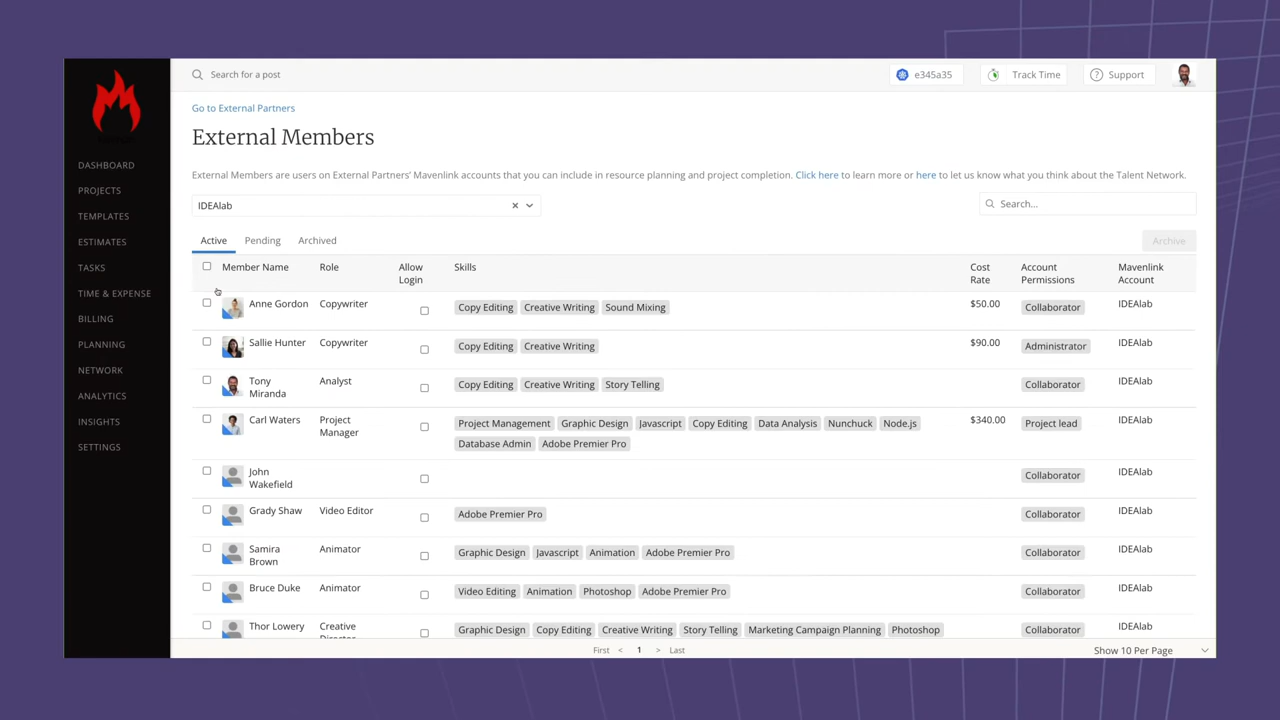 Search for a post
e345a35
Track Time
Support
DASHBOARD
PROJECTS
TEMPLATES
ESTIMATES
TASKS
TIME & EXPENSE
BILLING
PLANNING
NETWORK
ANALYTICS
INSIGHTS
SETTINGS
Go to External Partners
External Members
External Members are users on External Partners’ Mavenlink accounts that you can include in resource planning and project completion. Click here to learn more or here to let us know what you think about the Talent Network.
IDEAlab
Search...
Active Pending Archived
Archive
Member Name Role Allow Login Skills Cost Rate Account Permissions Mavenlink Account
Anne Gordon Copywriter Copy Editing Creative Writing Sound Mixing $50.00 Collaborator IDEAlab
Sallie Hunter Copywriter Copy Editing Creative Writing $90.00 Administrator IDEAlab
Tony Miranda Analyst Copy Editing Creative Writing Story Telling Collaborator IDEAlab
Carl Waters Project Manager Project Management Graphic Design Javascript Copy Editing Data Analysis Nunchuck Node.js Database Admin Adobe Premier Pro $340.00 Project lead IDEAlab
John Wakefield Collaborator IDEAlab
Grady Shaw Video Editor Adobe Premier Pro Collaborator IDEAlab
Samira Brown Animator Graphic Design Javascript Animation Adobe Premier Pro Collaborator IDEAlab
Bruce Duke Animator Video Editing Animation Photoshop Adobe Premier Pro Collaborator IDEAlab
Thor Lowery Creative Director Graphic Design Copy Editing Creative Writing Story Telling Marketing Campaign Planning Photoshop Collaborator IDEAlab
First < 1 > Last
Show 10 Per Page